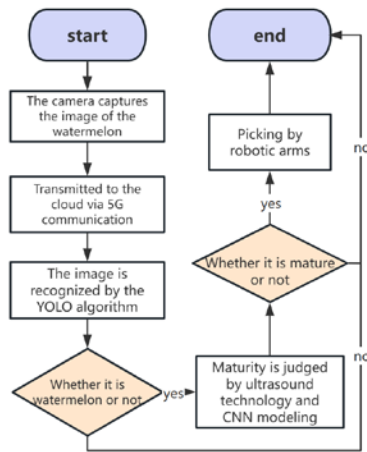 start
The camera captures
the image of the
watermelon
Transmitted to the
cloud via 5G
communication
The image is
recognized by the
YOLO algorithm
Whether it is
watermelon or not
yes
Maturity is judged
by ultrasound
technology and
CNN modeling
no
Whether it is mature
or not
yes
no
Picking by
robotic arms
end